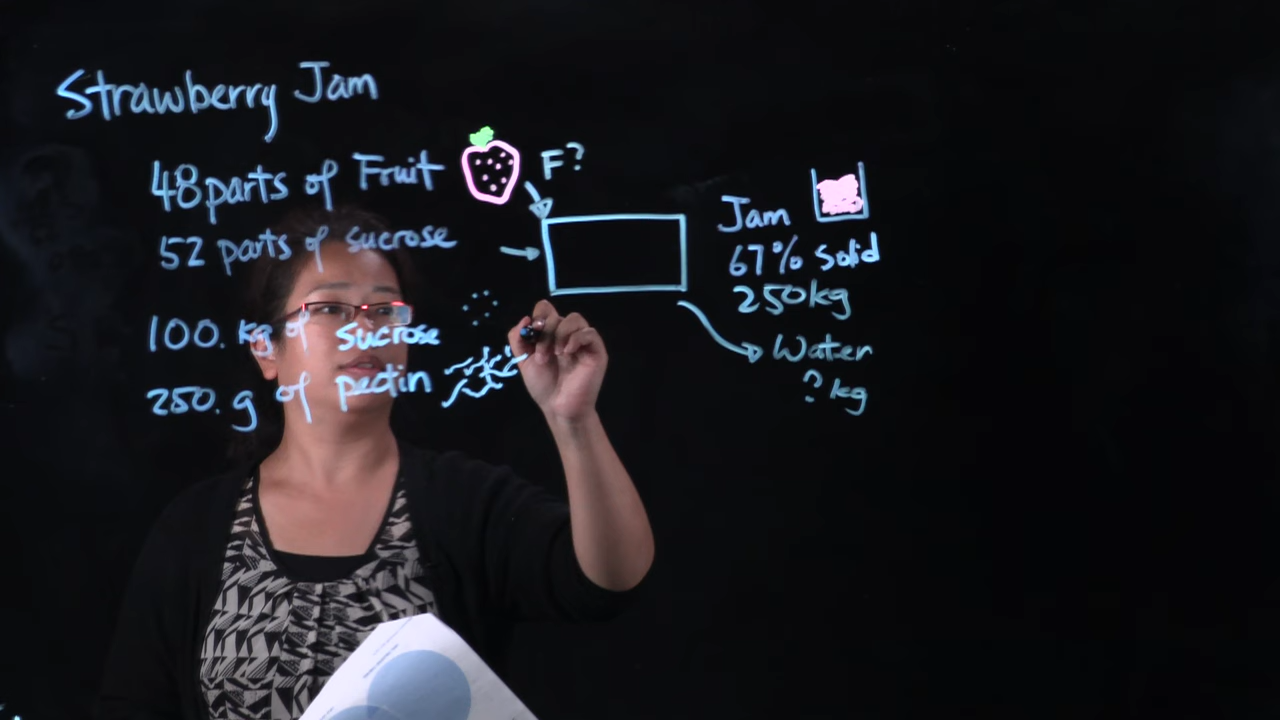 Strawberry Jam
48 parts of Fruit
F?
52 parts of sucrose
100. kg of sucrose
250. g of pectin
Jam
67% solid
250kg
Water
? kg